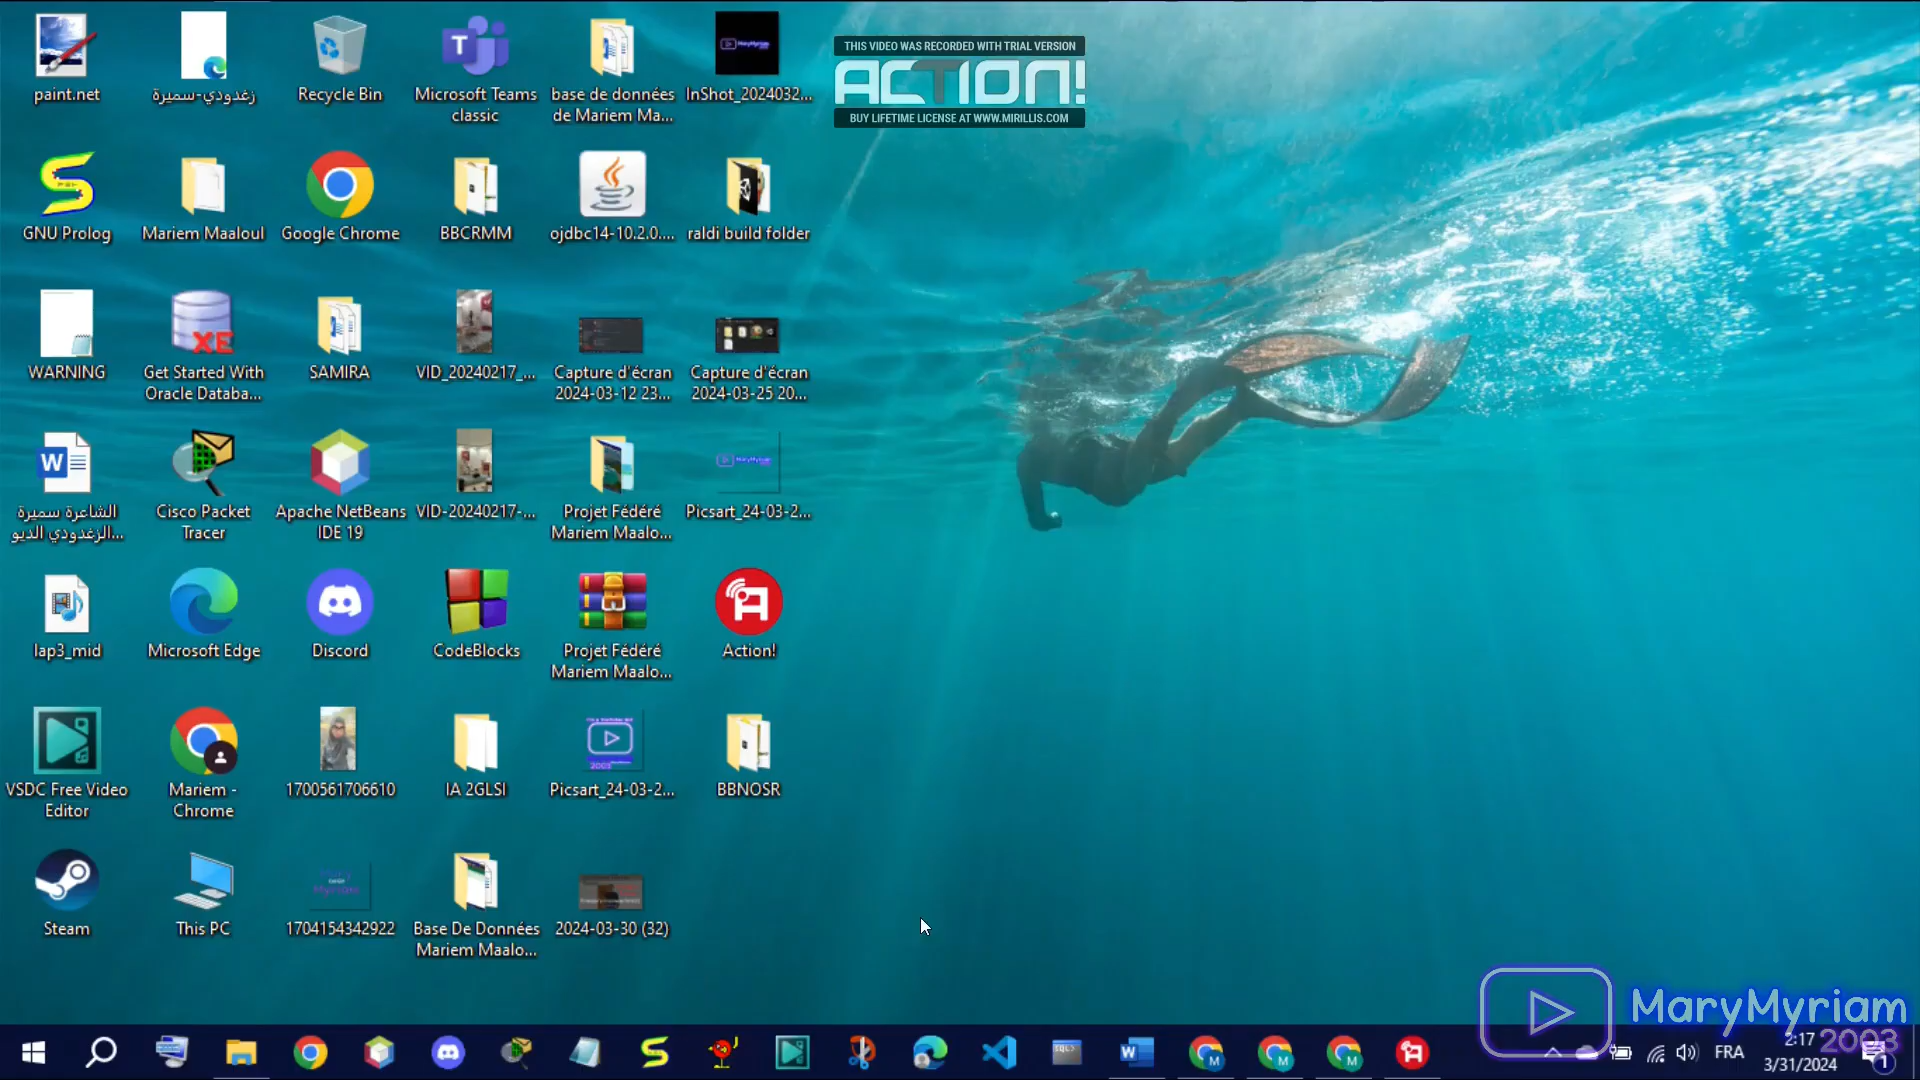 paint.net
زغدودي-سميرة
Recycle Bin
Microsoft Teams
classic
base de données
de Mariem Ma...
InShot_2024032...
THIS VIDEO WAS RECORDED WITH TRIAL VERSION
ACTION!
BUY LIFETIME LICENSE AT WWW.MIRILLIS.COM
GNU Prolog
Mariem Maaloul
Google Chrome
BBCRMM
ojdbc14-10.2.0....
raldi build folder
WARNING
XE
Get Started With
Oracle Databa...
SAMIRA
VID_20240217_...
Capture d'écran
2024-03-12 23...
Capture d'écran
2024-03-25 20...
الشاعرة سميرة
الزغدودي الديو...
Cisco Packet
Tracer
Apache NetBeans
IDE 19
VID-20240217-...
Projet Fédéré
Mariem Maalo...
MaryMyriam
Picsart_24-03-2...
lap3_mid
Microsoft Edge
Discord
CodeBlocks
Projet Fédéré
Mariem Maalo...
Action!
VSDC Free Video
Editor
Mariem -
Chrome
1700561706610
IA 2GLSI
2003
Picsart_24-03-2...
BBNOSR
Steam
This PC
1704154342922
Base De Données
Mariem Maalo...
2024-03-30 (32)
MaryMyriam
2003
FRA
2:17
3/31/2024
1